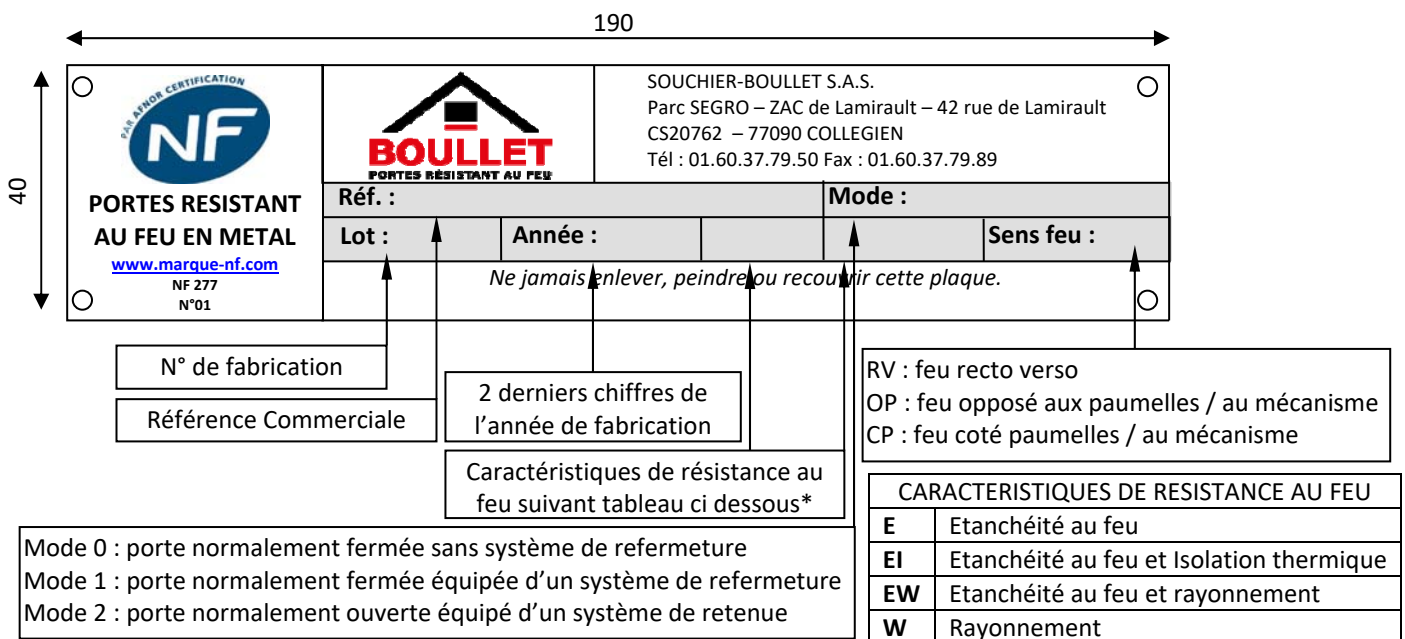 190
40
PAR AFNOR CERTIFICATION
NF
PORTES RESISTANT
AU FEU EN METAL
www.marque-nf.com
NF 277
N°01
BOULLET
PORTES RÉSISTANT AU FEU
SOUCHIER-BOULLET S.A.S.
Parc SEGRO – ZAC de Lamirault – 42 rue de Lamirault
CS20762 – 77090 COLLEGIEN
Tél : 01.60.37.79.50 Fax : 01.60.37.79.89
Réf. : Mode :
Lot : Année : Sens feu :
Ne jamais enlever, peindre ou recouvrir cette plaque.
N° de fabrication
Référence Commerciale
2 derniers chiffres de
l’année de fabrication
Caractéristiques de résistance au
feu suivant tableau ci dessous*
RV : feu recto verso
OP : feu opposé aux paumelles / au mécanisme
CP : feu coté paumelles / au mécanisme
Mode 0 : porte normalement fermée sans système de refermeture
Mode 1 : porte normalement fermée équipée d’un système de refermeture
Mode 2 : porte normalement ouverte équipé d’un système de retenue
CARACTERISTIQUES DE RESISTANCE AU FEU
E Etanchéité au feu
EI Etanchéité au feu et Isolation thermique
EW Etanchéité au feu et rayonnement
W Rayonnement